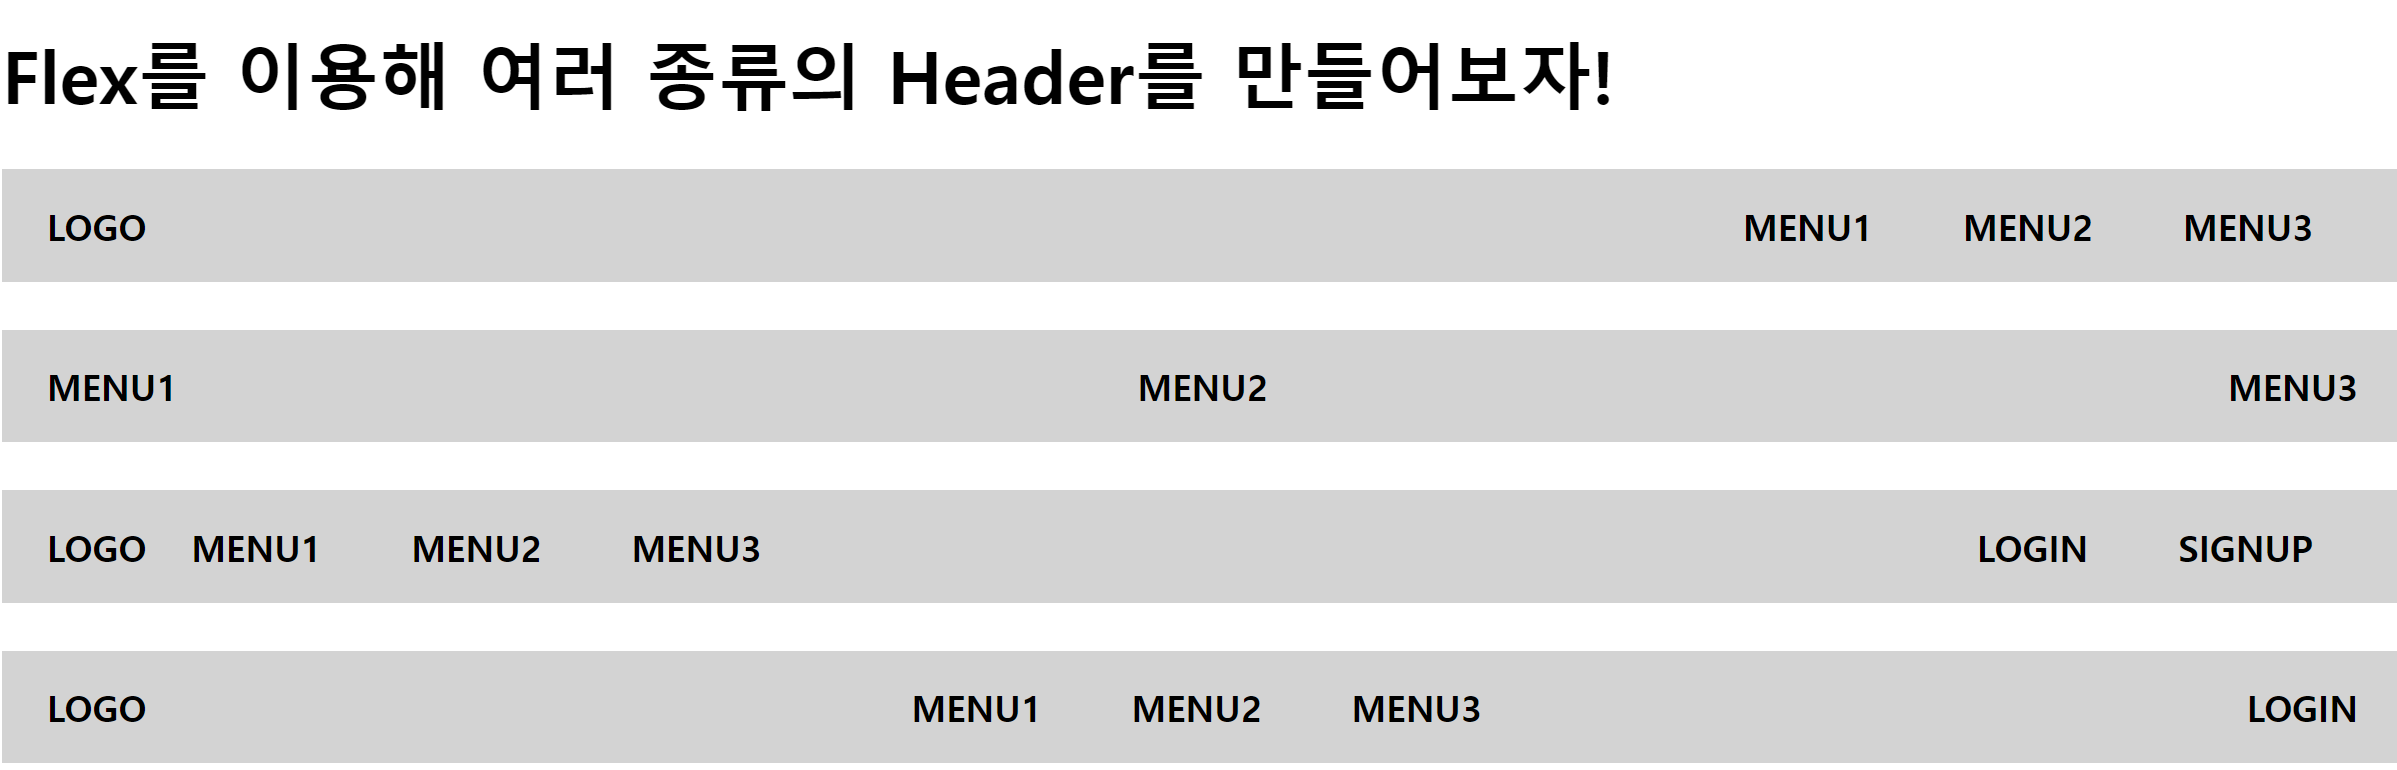 Flex를 이용해 여러 종류의 Header를 만들어보자!
LOGO MENU1 MENU2 MENU3
MENU1 MENU2 MENU3
LOGO MENU1 MENU2 MENU3 LOGIN SIGNUP
LOGO MENU1 MENU2 MENU3 LOGIN